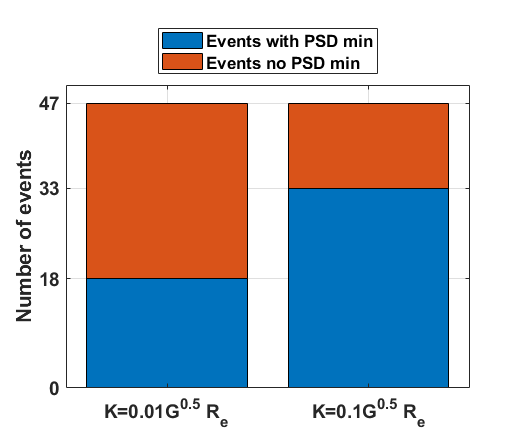 Events with PSD min
Events no PSD min
47
33
18
0
Number of events
K=0.01G^0.5 R_e
K=0.1G^0.5 R_e